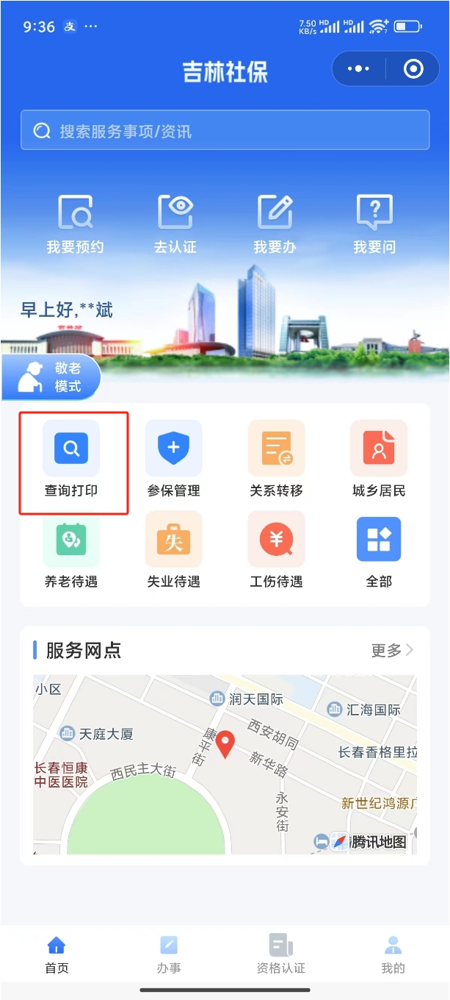 9:36 支 ···
7.50 KB/s HD HD
吉林社保
搜索服务事项/资讯
我要预约 去认证 我要办 我要问
早上好,**斌
吉林站
敬老
模式
查询打印 参保管理 关系转移 城乡居民
失
养老待遇 失业待遇 工伤待遇 全部
服务网点 更多
小区
润天国际
汇海国际
天庭大厦
西安胡同
康平街
长春香格里拉
新华路
长春恒康
中医医院
西民主大街
永安街
新世纪鸿源广
腾讯地图
首页 办事 资格认证 我的